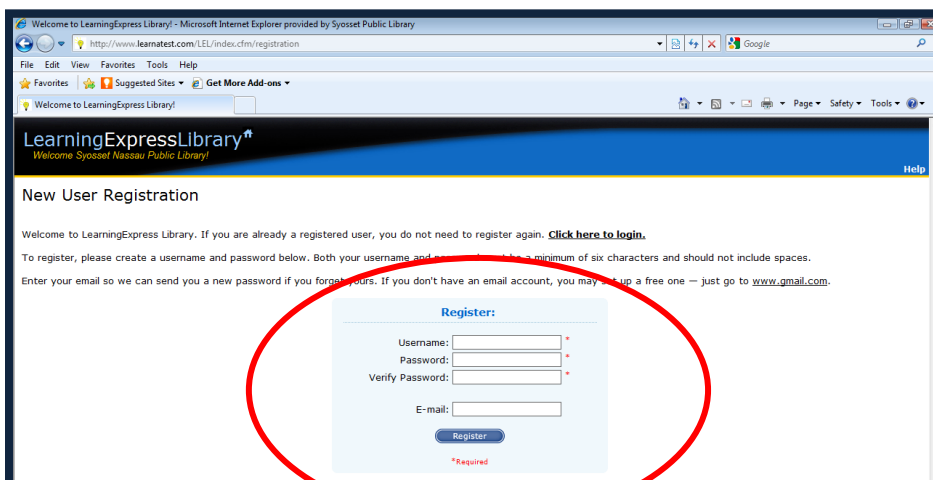 Welcome to LearningExpress Library! - Microsoft Internet Explorer provided by Syosset Public Library
http://www.learnatest.com/LEL/index.cfm/registration
Google
File Edit View Favorites Tools Help
Favorites Suggested Sites Get More Add-ons
Welcome to LearningExpress Library!
Page Safety Tools
LearningExpressLibrary
Welcome Syosset Nassau Public Library!
Help
New User Registration
Welcome to LearningExpress Library. If you are already a registered user, you do not need to register again. Click here to login.
To register, please create a username and password below. Both your username and password must be a minimum of six characters and should not include spaces.
Enter your email so we can send you a new password if you forget yours. If you don't have an email account, you may set up a free one — just go to www.gmail.com.
Register:
Username: *
Password: *
Verify Password: *
E-mail:
Register
*Required